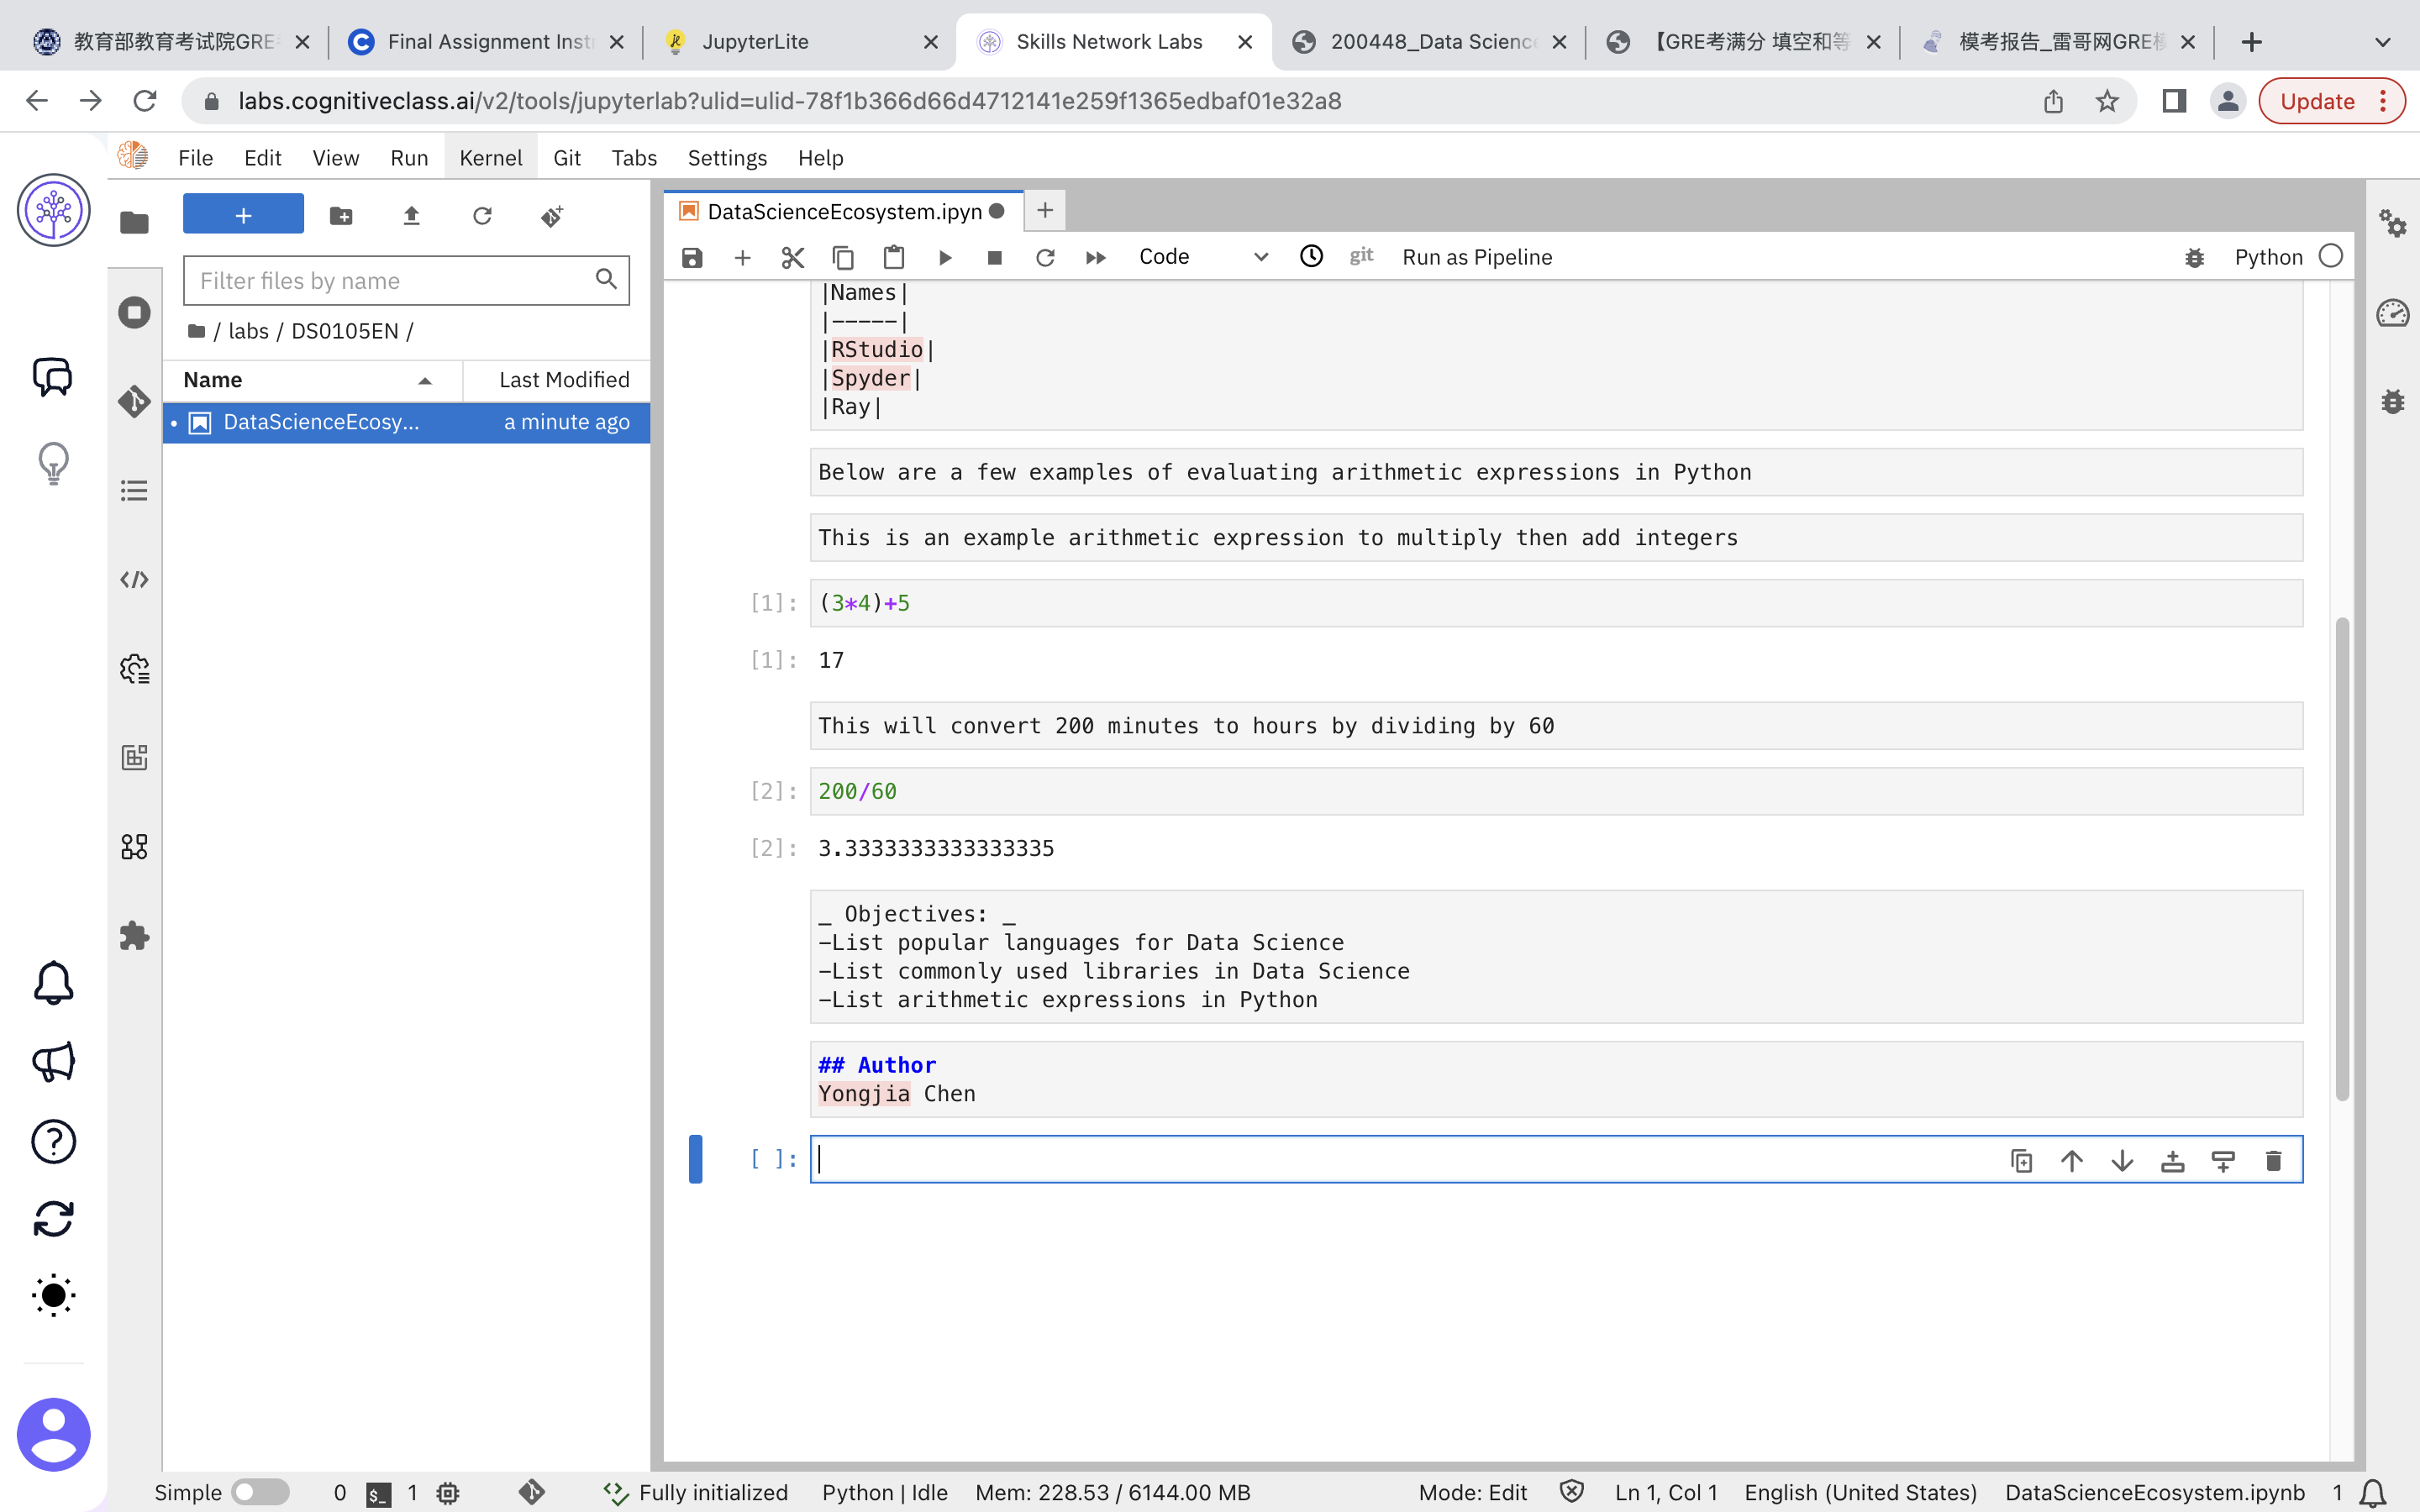 教育部教育考试院GRE
Final Assignment Inst
JupyterLite
Skills Network Labs
200448_Data Science
【GRE考满分 填空和等
模考报告_雷哥网GRE模
labs.cognitiveclass.ai/v2/tools/jupyterlab?ulid=ulid-78f1b366d66d4712141e259f1365edbaf01e32a8
Update
File Edit View Run Kernel Git Tabs Settings Help
DataScienceEcosystem.ipyn
Filter files by name
/ labs / DS0105EN /
Name Last Modified
DataScienceEcosy... a minute ago
Code git Run as Pipeline Python
|Names|
|-----|
|RStudio|
|Spyder|
|Ray|
Below are a few examples of evaluating arithmetic expressions in Python
This is an example arithmetic expression to multiply then add integers
[1]: (3*4)+5
[1]: 17
This will convert 200 minutes to hours by dividing by 60
[2]: 200/60
[2]: 3.3333333333333335
_ Objectives: _
-List popular languages for Data Science
-List commonly used libraries in Data Science
-List arithmetic expressions in Python
## Author
Yongjia Chen
[ ]:
Simple 0 $_ 1 Fully initialized Python | Idle Mem: 228.53 / 6144.00 MB Mode: Edit Ln 1, Col 1 English (United States) DataScienceEcosystem.ipynb 1